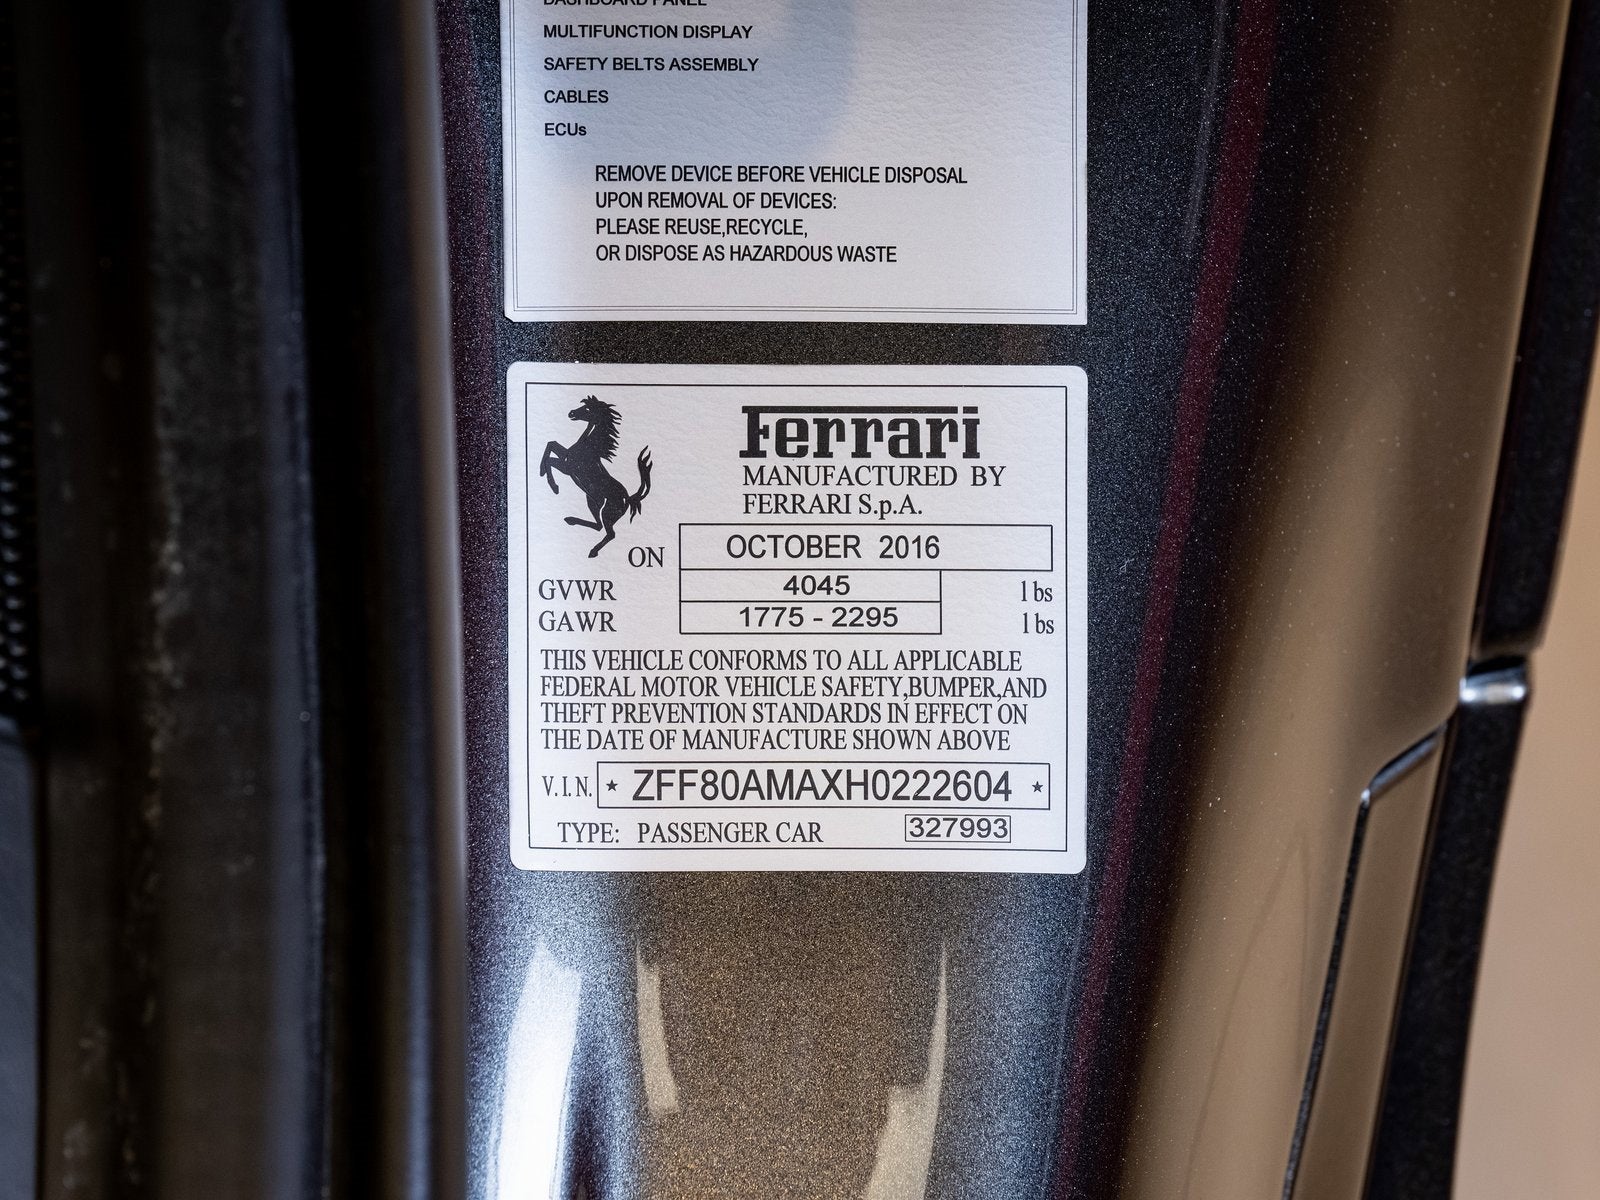 DASHBOARD PANEL
MULTIFUNCTION DISPLAY
SAFETY BELTS ASSEMBLY
CABLES
ECUs
REMOVE DEVICE BEFORE VEHICLE DISPOSAL
UPON REMOVAL OF DEVICES:
PLEASE REUSE,RECYCLE,
OR DISPOSE AS HAZARDOUS WASTE
Ferrari
MANUFACTURED BY
FERRARI S.p.A.
ON OCTOBER 2016
GVWR 4045 lbs
GAWR 1775 - 2295 lbs
THIS VEHICLE CONFORMS TO ALL APPLICABLE
FEDERAL MOTOR VEHICLE SAFETY,BUMPER,AND
THEFT PREVENTION STANDARDS IN EFFECT ON
THE DATE OF MANUFACTURE SHOWN ABOVE
V.I.N. ★ ZFF80AMAXH0222604 ★
TYPE: PASSENGER CAR 327993